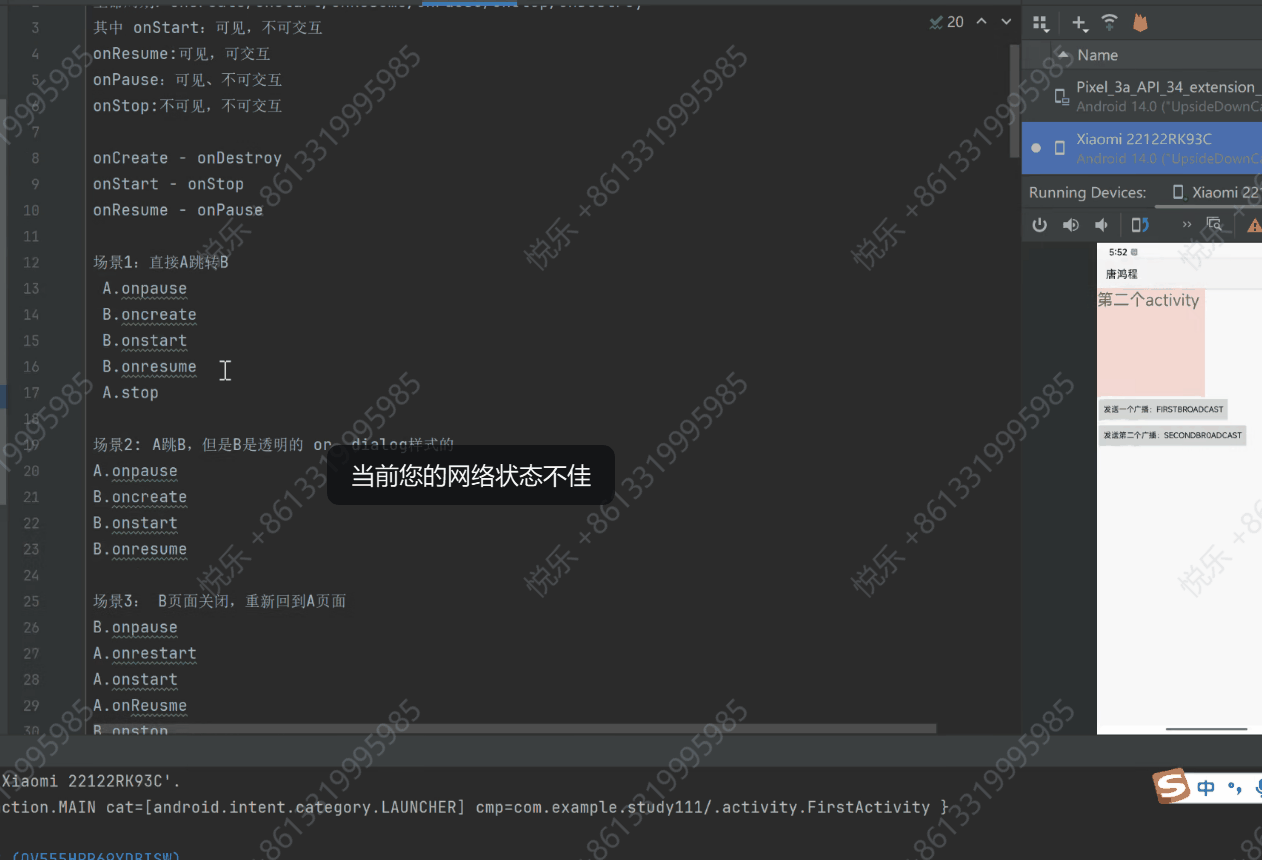 3 其中 onStart：可见，不可交互
4 onResume:可见，可交互
5 onPause：可见、不可交互
6 onStop:不可见，不可交互
7
8 onCreate - onDestroy
9 onStart - onStop
10 onResume - onPause
11
12 场景1：直接A跳转B
13 A.onpause
14 B.oncreate
15 B.onstart
16 B.onresume
17 A.stop
18
19 场景2: A跳B，但是B是透明的 or dialog样式的
20 A.onpause
21 B.oncreate
22 B.onstart
23 B.onresume
24
25 场景3： B页面关闭，重新回到A页面
26 B.onpause
27 A.onrestart
28 A.onstart
29 A.onReusme
30 B.onstop
当前您的网络状态不佳
20
Name
Pixel_3a_API_34_extension_
Android 14.0 ("UpsideDownCa
Xiaomi 22122RK93C
Android 14.0 ("UpsideDownCa
Running Devices:
Xiaomi 22
5:52
唐鸿程
第二个activity
发送一个广播：FIRSTBROADCAST
发送第二个广播：SECONDBROADCAST
Xiaomi 22122RK93C'.
ction.MAIN cat=[android.intent.category.LAUNCHER] cmp=com.example.study111/.activity.FirstActivity }
中
悦乐 +8613319995985